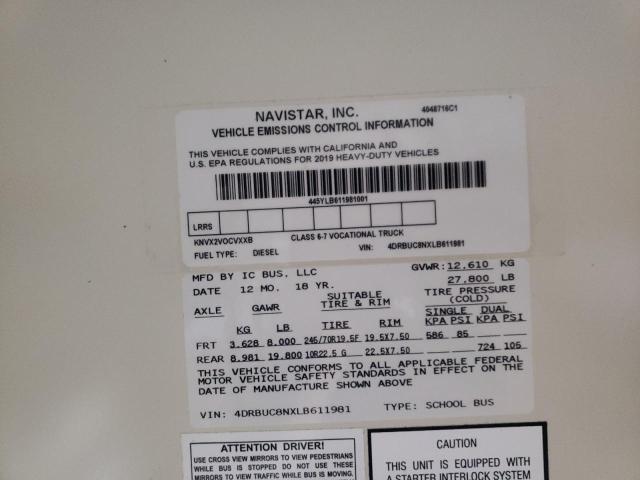 NAVISTAR, INC. 4048716C1
VEHICLE EMISSIONS CONTROL INFORMATION
THIS VEHICLE COMPLIES WITH CALIFORNIA AND
U.S. EPA REGULATIONS FOR 2019 HEAVY-DUTY VEHICLES
445YLB611981001
LRRS
KNVX2VOCVXXB CLASS 6-7 VOCATIONAL TRUCK
FUEL TYPE: DIESEL VIN: 4DRBUC8NXLB611981
MFD BY IC BUS, LLC GVWR: 12,610 KG
DATE 12 MO. 18 YR. 27,800 LB
AXLE GAWR SUITABLE TIRE & RIM TIRE PRESSURE (COLD)
SINGLE DUAL
KG LB TIRE RIM KPA PSI KPA PSI
FRT 3,628 8,000 245/70R19.5F 19.5X7.50 586 85
REAR 8,981 19,800 10R22.5 G 22.5X7.50 724 105
THIS VEHICLE CONFORMS TO ALL APPLICABLE FEDERAL
MOTOR VEHICLE SAFETY STANDARDS IN EFFECT ON THE
DATE OF MANUFACTURE SHOWN ABOVE
VIN: 4DRBUC8NXLB611981 TYPE: SCHOOL BUS
ATTENTION DRIVER!
USE CROSS VIEW MIRRORS TO VIEW PEDESTRIANS
WHILE BUS IS STOPPED DO NOT USE THESE
MIRRORS TO VIEW TRAFFIC WHILE BUS IS MOVING.
CAUTION
THIS UNIT IS EQUIPPED WITH
A STARTER INTERLOCK SYSTEM